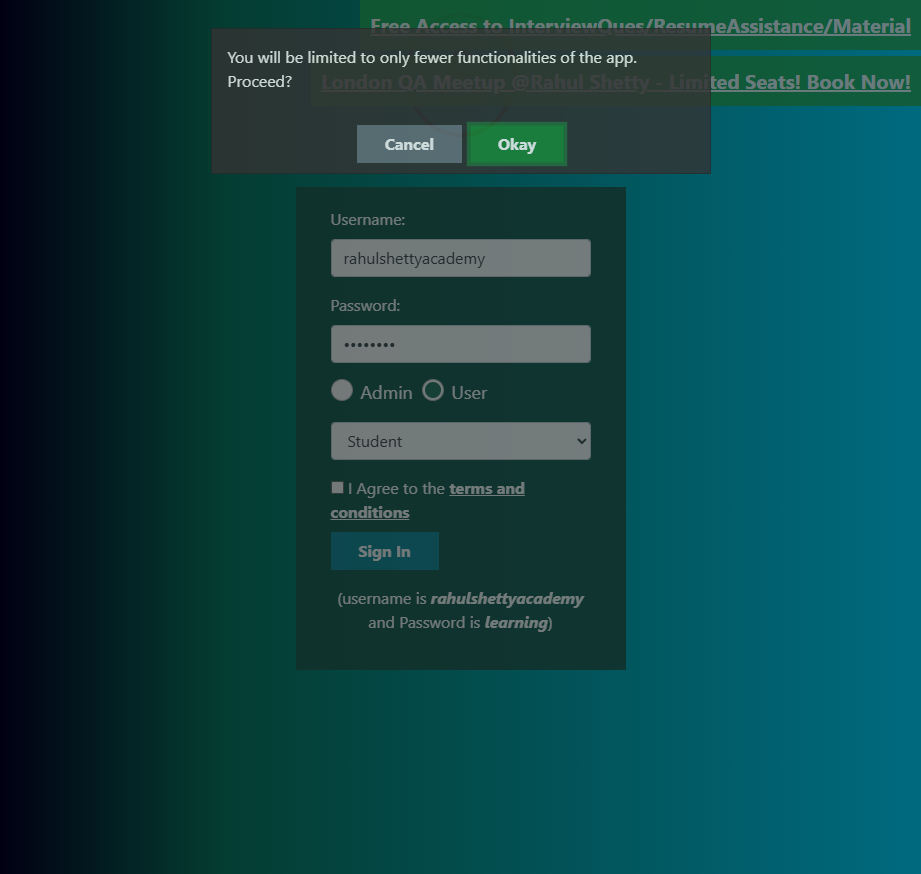 Free Access to InterviewQues/ResumeAssistance/Material
You will be limited to only fewer functionalities of the app.
Proceed?
London QA Meetup @Rahul Shetty - Limited Seats! Book Now!
Cancel
Okay
Username:
rahulshettyacademy
Password:
••••••••
Admin
User
Student
I Agree to the terms and
conditions
Sign In
(username is rahulshettyacademy
and Password is learning)